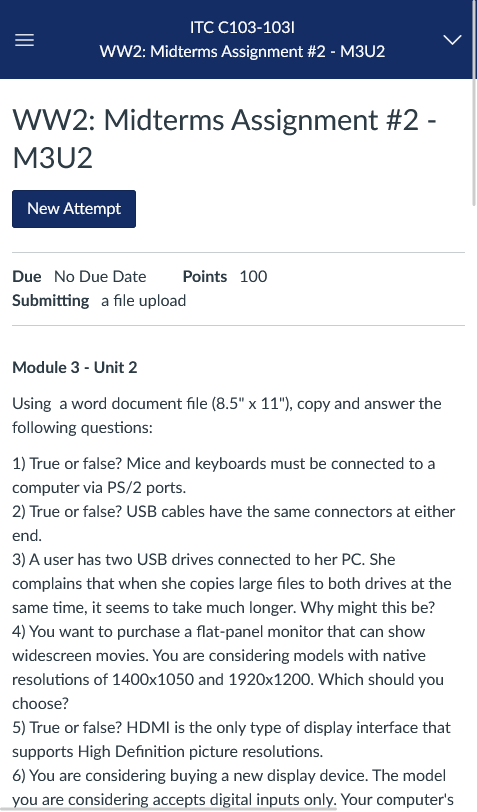 ITC C103-103I
WW2: Midterms Assignment #2 - M3U2
WW2: Midterms Assignment #2 -
M3U2
New Attempt
Due No Due Date Points 100
Submitting a file upload
Module 3 - Unit 2
Using a word document file (8.5" x 11"), copy and answer the
following questions:
1) True or false? Mice and keyboards must be connected to a
computer via PS/2 ports.
2) True or false? USB cables have the same connectors at either
end.
3) A user has two USB drives connected to her PC. She
complains that when she copies large files to both drives at the
same time, it seems to take much longer. Why might this be?
4) You want to purchase a flat-panel monitor that can show
widescreen movies. You are considering models with native
resolutions of 1400x1050 and 1920x1200. Which should you
choose?
5) True or false? HDMI is the only type of display interface that
supports High Definition picture resolutions.
6) You are considering buying a new display device. The model
you are considering accepts digital inputs only. Your computer's